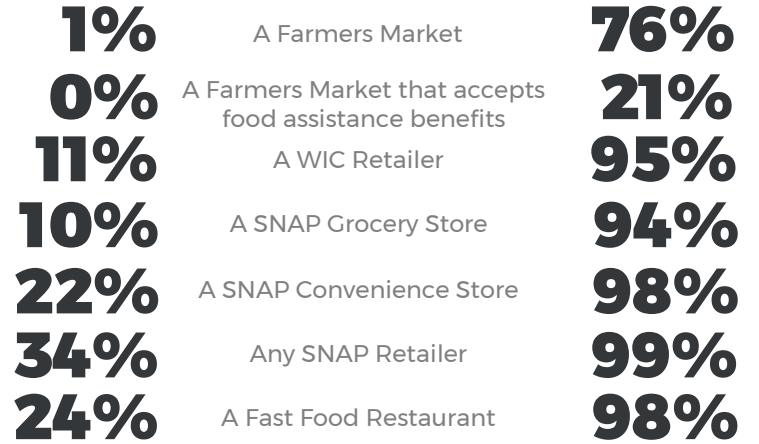 1% A Farmers Market 76%
0% A Farmers Market that accepts 21%
food assistance benefits
11% A WIC Retailer 95%
10% A SNAP Grocery Store 94%
22% A SNAP Convenience Store 98%
34% Any SNAP Retailer 99%
24% A Fast Food Restaurant 98%